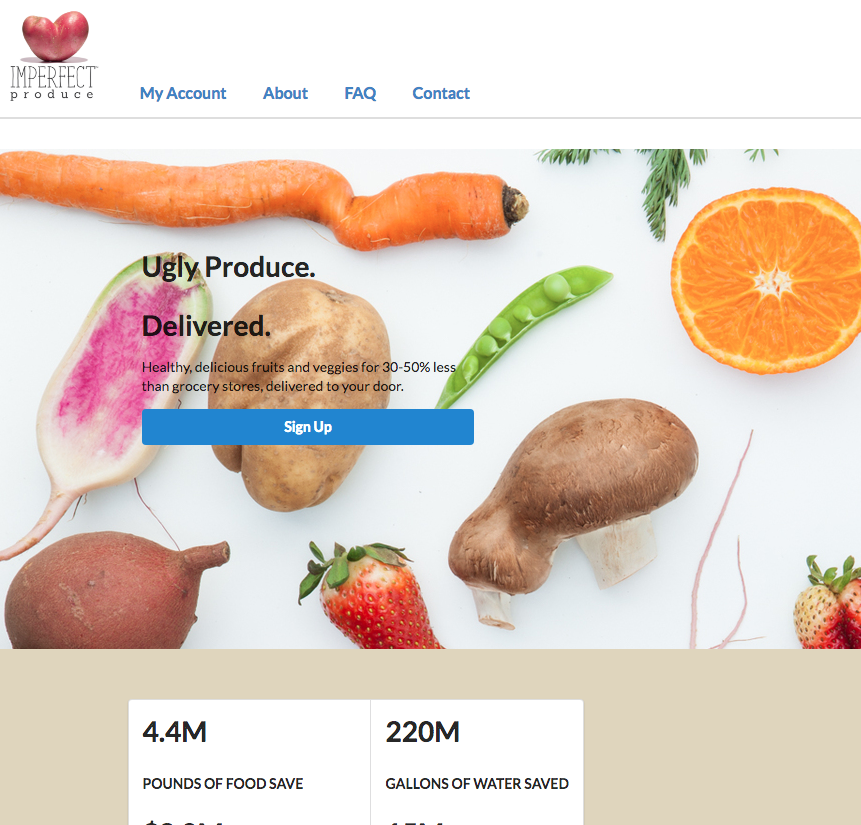 IMPERFECT
produce
My Account About FAQ Contact
Ugly Produce.
Delivered.
Healthy, delicious fruits and veggies for 30-50% less
than grocery stores, delivered to your door.
Sign Up
4.4M 220M
POUNDS OF FOOD SAVE GALLONS OF WATER SAVED